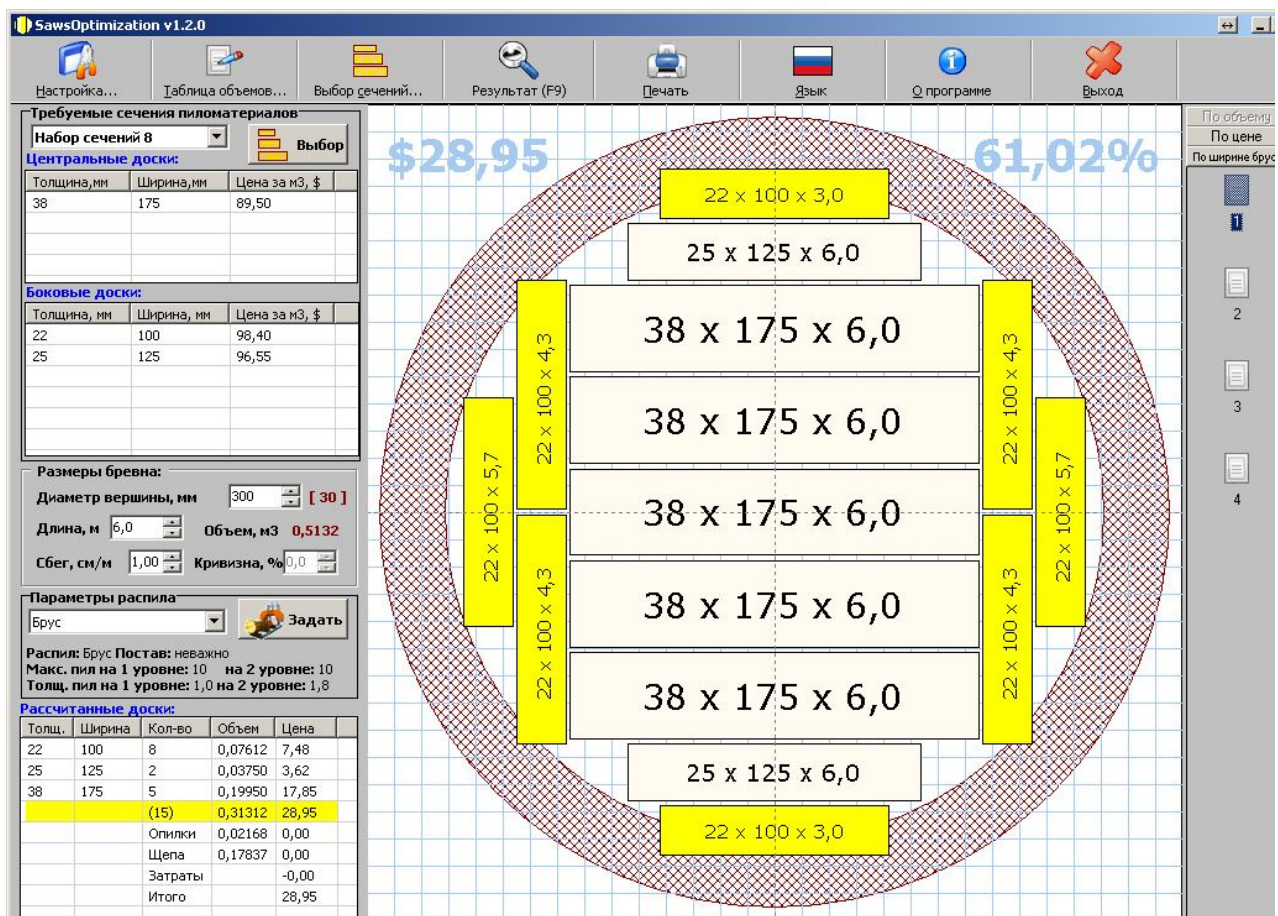 SawsOptimization v1.2.0
Настройка... Таблица объемов... Выбор сечений... Результат (F9) Печать Язык О программе Выход
Требуемые сечения пиломатериалов
Набор сечений 8 Выбор
Центральные доски:
Толщина,мм Ширина,мм Цена за м3, $
38 175 89,50
Боковые доски:
Толщина, мм Ширина, мм Цена за м3, $
22 100 98,40
25 125 96,55
Размеры бревна:
Диаметр вершины, мм 300 [ 30 ]
Длина, м 6,0 Объем, м3 0,5132
Сбег, см/м 1,00 Кривизна, % 0,0
Параметры распила
Брус Задать
Распил: Брус Постав: неважно
Макс. пил на 1 уровне: 10 на 2 уровне: 10
Толщ. пил на 1 уровне: 1,0 на 2 уровне: 1,8
Рассчитанные доски:
Толщ. Ширина Кол-во Объем Цена
22 100 8 0,07612 7,48
25 125 2 0,03750 3,62
38 175 5 0,19950 17,85
(15) 0,31312 28,95
Опилки 0,02168 0,00
Щепа 0,17837 0,00
Затраты -0,00
Итого 28,95
$28,95 61,02%
22 x 100 x 3,0
25 x 125 x 6,0
38 x 175 x 6,0
38 x 175 x 6,0
38 x 175 x 6,0
38 x 175 x 6,0
38 x 175 x 6,0
25 x 125 x 6,0
22 x 100 x 3,0
22 x 100 x 5,7
22 x 100 x 4,3
22 x 100 x 4,3
22 x 100 x 4,3
22 x 100 x 4,3
22 x 100 x 5,7
По объему
По цене
По ширине брус
1
2
3
4